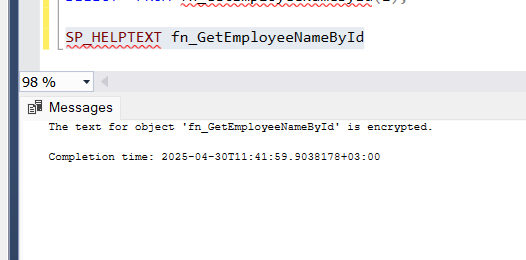 SP_HELPTEXT fn_GetEmployeeNameById
98 %
Messages
The text for object 'fn_GetEmployeeNameById' is encrypted.
Completion time: 2025-04-30T11:41:59.9038178+03:00